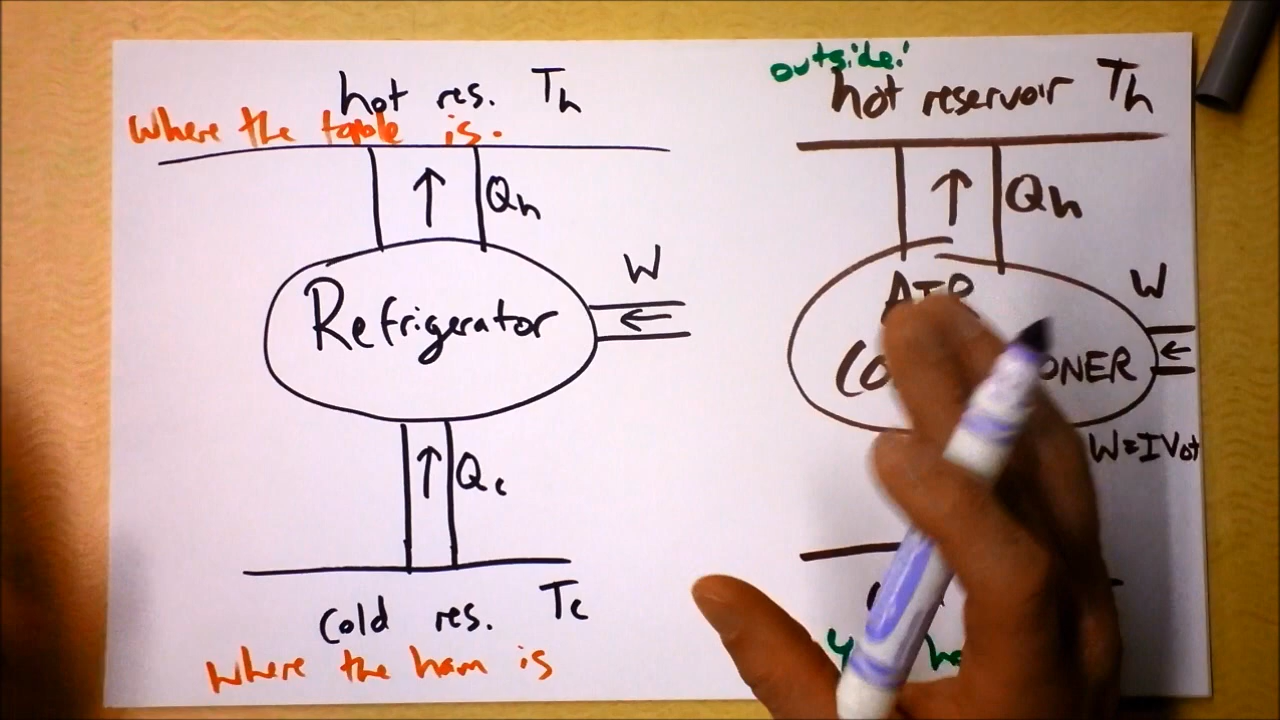 hot res. Th
where the table is.
Qh
W
Refrigerator
Qc
cold res. Tc
where the ham is
outside!
hot reservoir Th
Qh
W
AIR
W=IVΔt